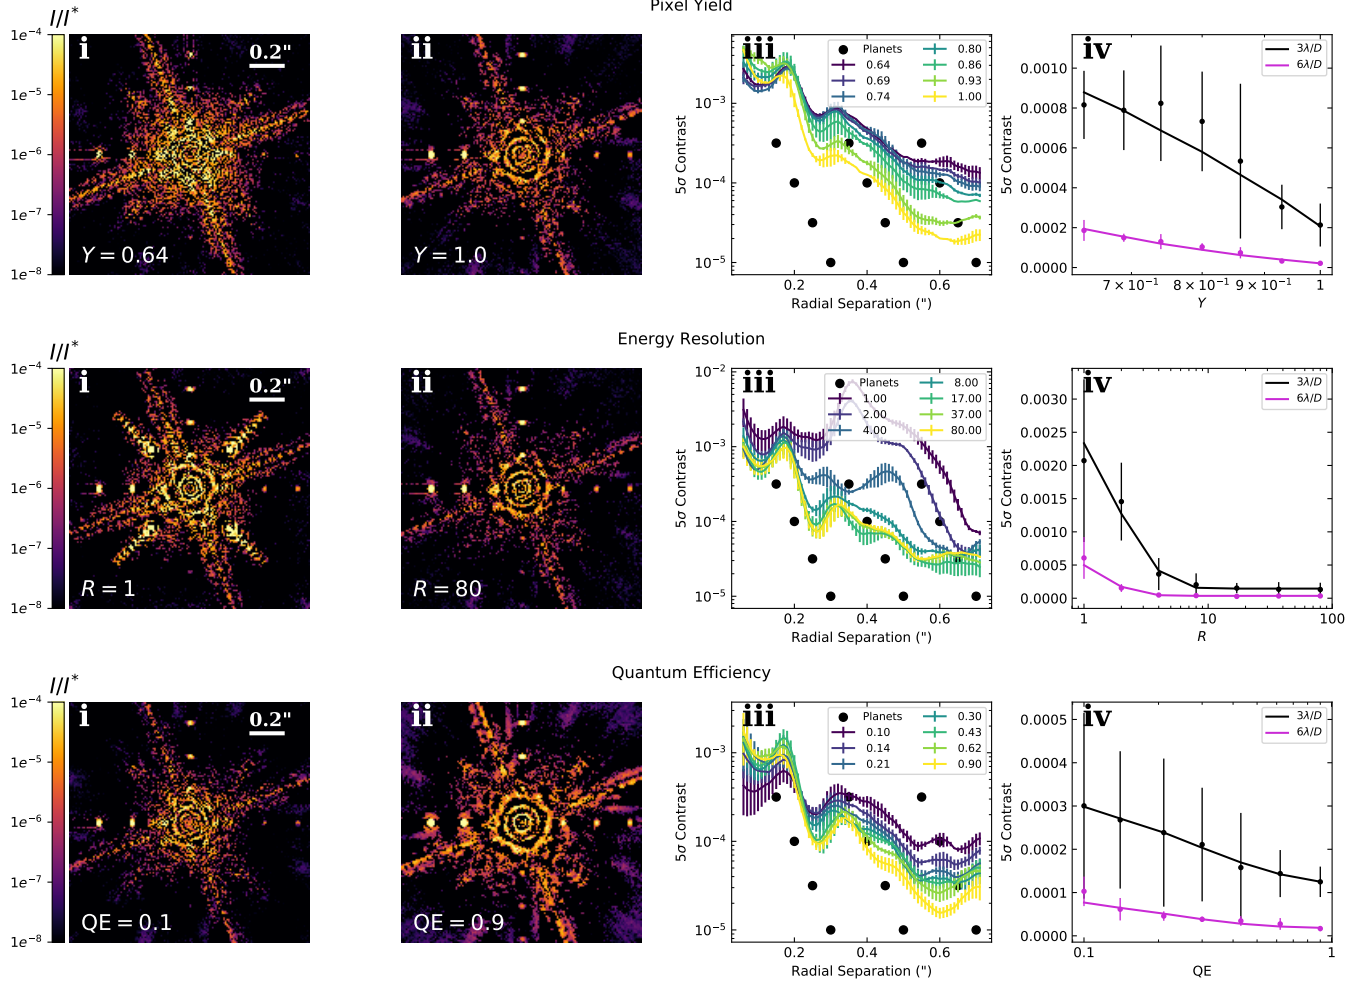 Pixel Yield
I/I*
1e⁻⁴
1e⁻⁵
1e⁻⁶
1e⁻⁷
1e⁻⁸
i
0.2"
Y = 0.64
ii
Y = 1.0
iii
Planets
0.64
0.69
0.74
0.80
0.86
0.93
1.00
5σ Contrast
10⁻³
10⁻⁴
10⁻⁵
0.2 0.4 0.6
Radial Separation (")
iv
3λ/D
6λ/D
5σ Contrast
0.0010
0.0008
0.0006
0.0004
0.0002
0.0000
7 × 10⁻¹ 8 × 10⁻¹ 9 × 10⁻¹ 1
Y
Energy Resolution
I/I*
1e⁻⁴
1e⁻⁵
1e⁻⁶
1e⁻⁷
1e⁻⁸
i
0.2"
R = 1
ii
R = 80
iii
Planets
1.00
2.00
4.00
8.00
17.00
37.00
80.00
5σ Contrast
10⁻²
10⁻³
10⁻⁴
10⁻⁵
0.2 0.4 0.6
Radial Separation (")
iv
3λ/D
6λ/D
5σ Contrast
0.0030
0.0025
0.0020
0.0015
0.0010
0.0005
0.0000
1 10 100
R
Quantum Efficiency
I/I*
1e⁻⁴
1e⁻⁵
1e⁻⁶
1e⁻⁷
1e⁻⁸
i
0.2"
QE = 0.1
ii
QE = 0.9
iii
Planets
0.10
0.14
0.21
0.30
0.43
0.62
0.90
5σ Contrast
10⁻³
10⁻⁴
10⁻⁵
0.2 0.4 0.6
Radial Separation (")
iv
3λ/D
6λ/D
5σ Contrast
0.0005
0.0004
0.0003
0.0002
0.0001
0.0000
0.1 1
QE